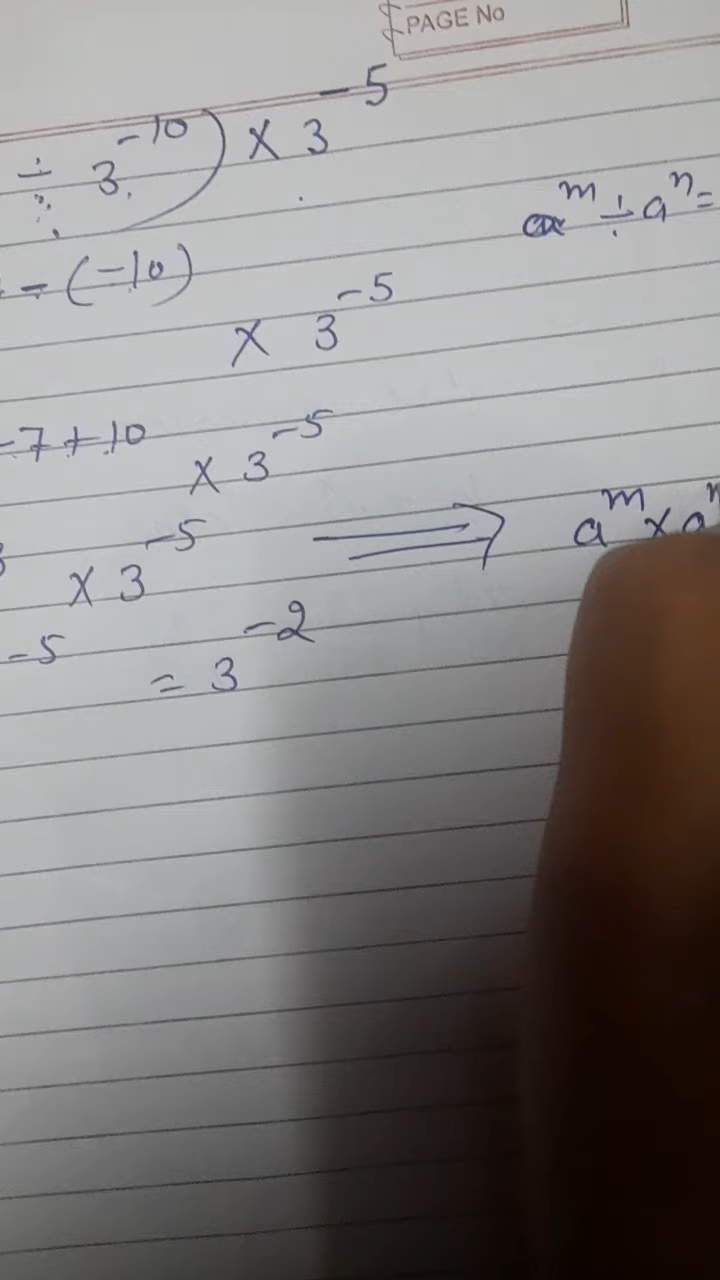 PAGE No
÷ 3^{-10}) × 3^{-5}
a^m ÷ a^n =
- (-10) × 3^{-5}
-7+10 × 3^{-5}
× 3^{-5} ⟹ a^m × a^n
-5 = 3^{-2}